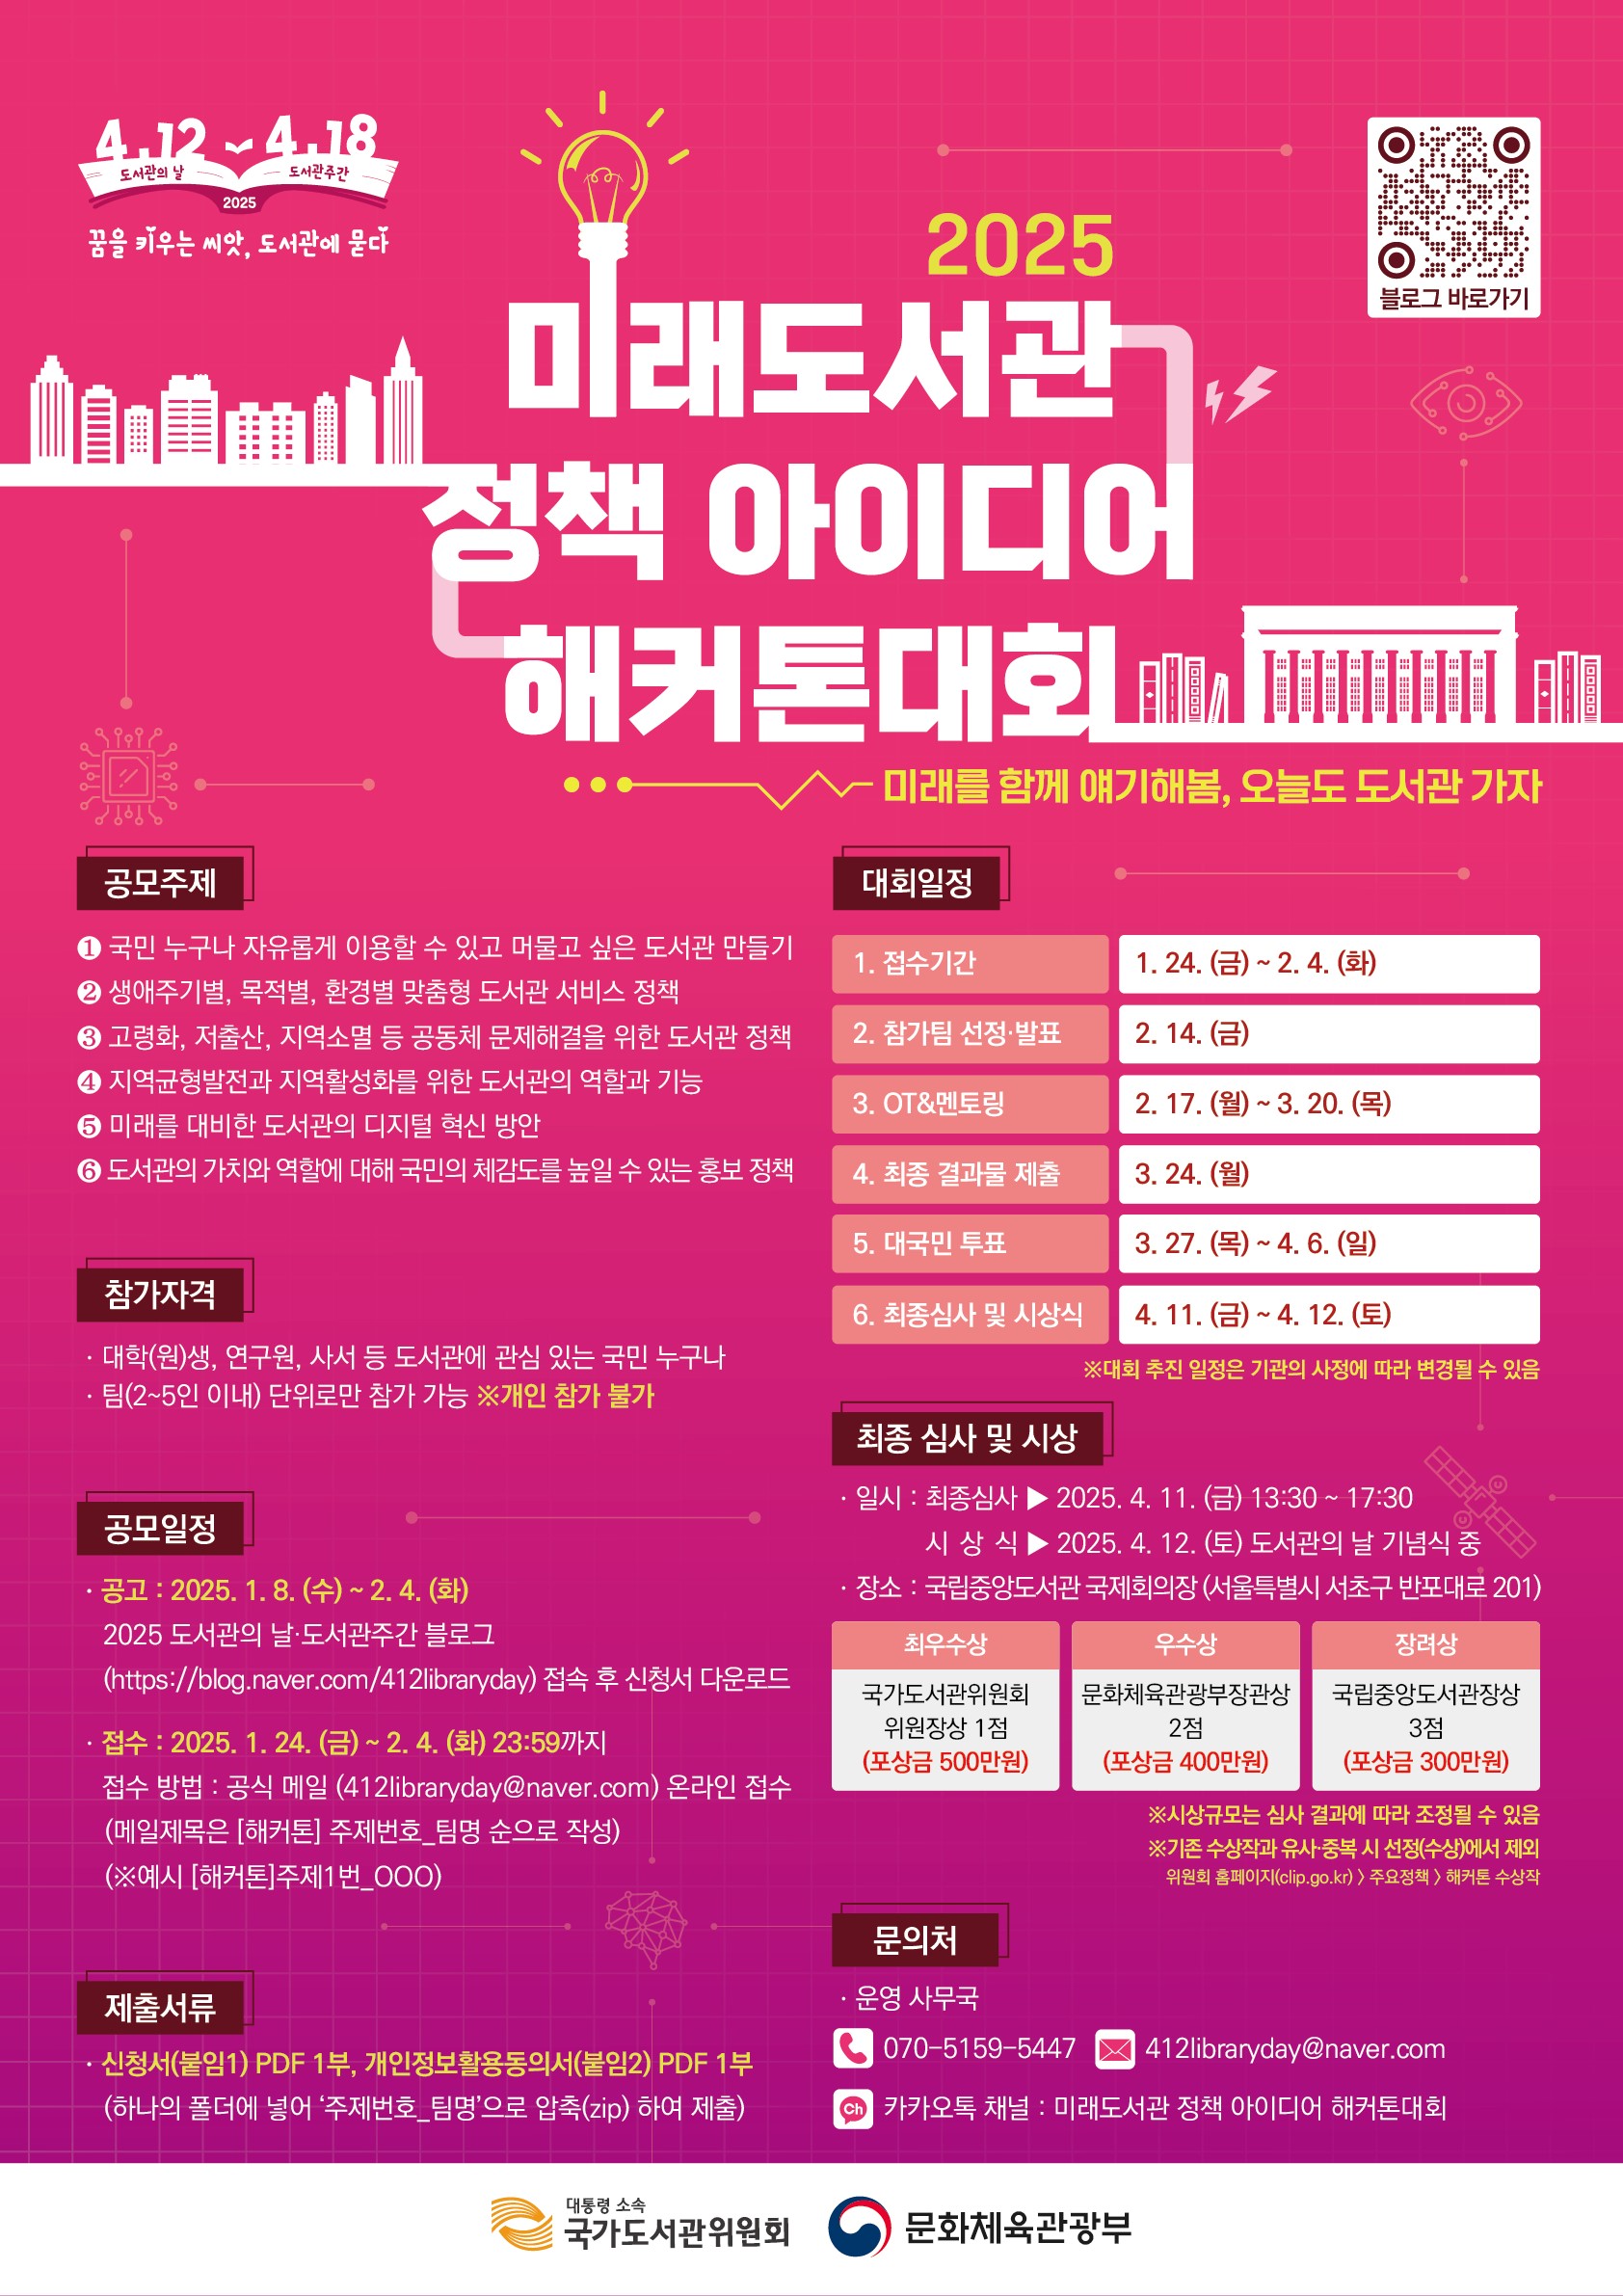 4.12 ~ 4.18
도서관의 날 도서관주간
2025
꿈을 키우는 씨앗, 도서관에 묻다
블로그 바로가기
2025
미래도서관
정책 아이디어
해커톤대회
미래를 함께 얘기해봄, 오늘도 도서관 가자
공모주제
❶ 국민 누구나 자유롭게 이용할 수 있고 머물고 싶은 도서관 만들기
❷ 생애주기별, 목적별, 환경별 맞춤형 도서관 서비스 정책
❸ 고령화, 저출산, 지역소멸 등 공동체 문제해결을 위한 도서관 정책
❹ 지역균형발전과 지역활성화를 위한 도서관의 역할과 기능
❺ 미래를 대비한 도서관의 디지털 혁신 방안
❻ 도서관의 가치와 역할에 대해 국민의 체감도를 높일 수 있는 홍보 정책
참가자격
· 대학(원)생, 연구원, 사서 등 도서관에 관심 있는 국민 누구나
· 팀(2~5인 이내) 단위로만 참가 가능 ※개인 참가 불가
공모일정
· 공고 : 2025. 1. 8. (수) ~ 2. 4. (화)
2025 도서관의 날·도서관주간 블로그
(https://blog.naver.com/412libraryday) 접속 후 신청서 다운로드
· 접수 : 2025. 1. 24. (금) ~ 2. 4. (화) 23:59까지
접수 방법 : 공식 메일 (412libraryday@naver.com) 온라인 접수
(메일제목은 [해커톤] 주제번호_팀명 순으로 작성)
(※예시 [해커톤]주제1번_OOO)
제출서류
· 신청서(붙임1) PDF 1부, 개인정보활용동의서(붙임2) PDF 1부
(하나의 폴더에 넣어 ‘주제번호_팀명’으로 압축(zip) 하여 제출)
대회일정
1. 접수기간 1. 24. (금) ~ 2. 4. (화)
2. 참가팀 선정·발표 2. 14. (금)
3. OT&멘토링 2. 17. (월) ~ 3. 20. (목)
4. 최종 결과물 제출 3. 24. (월)
5. 대국민 투표 3. 27. (목) ~ 4. 6. (일)
6. 최종심사 및 시상식 4. 11. (금) ~ 4. 12. (토)
※대회 추진 일정은 기관의 사정에 따라 변경될 수 있음
최종 심사 및 시상
· 일시 : 최종심사 ▶ 2025. 4. 11. (금) 13:30 ~ 17:30
시 상 식 ▶ 2025. 4. 12. (토) 도서관의 날 기념식 중
· 장소 : 국립중앙도서관 국제회의장 (서울특별시 서초구 반포대로 201)
최우수상 우수상 장려상
국가도서관위원회 문화체육관광부장관상 국립중앙도서관장상
위원장상 1점 2점 3점
(포상금 500만원) (포상금 400만원) (포상금 300만원)
※시상규모는 심사 결과에 따라 조정될 수 있음
※기존 수상작과 유사·중복 시 선정(수상)에서 제외
위원회 홈페이지(clip.go.kr) 〉 주요정책 〉 해커톤 수상작
문의처
· 운영 사무국
070-5159-5447 412libraryday@naver.com
Ch 카카오톡 채널 : 미래도서관 정책 아이디어 해커톤대회
대통령 소속
국가도서관위원회 문화체육관광부